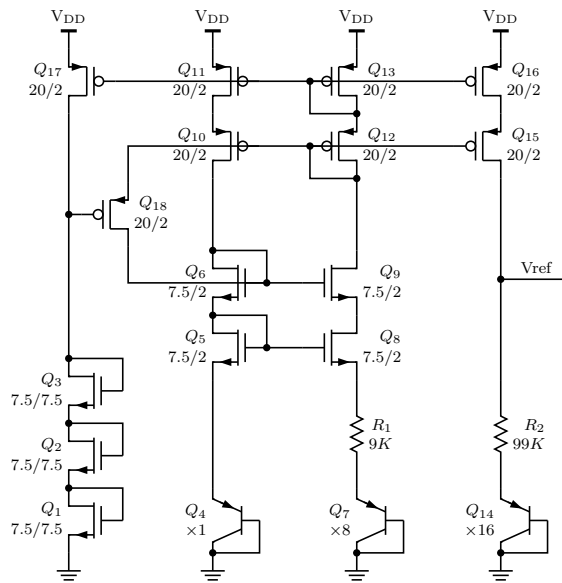 VDD VDD VDD VDD
Q17 Q11 Q13 Q16
20/2 20/2 20/2 20/2
Q10 Q12 Q15
20/2 20/2 20/2
Q18
20/2
Q6 Q9 Vref
7.5/2 7.5/2
Q5 Q8
7.5/2 7.5/2
Q3
7.5/7.5
R1 R2
9K 99K
Q2
7.5/7.5
Q1 Q4 Q7 Q14
7.5/7.5 ×1 ×8 ×16